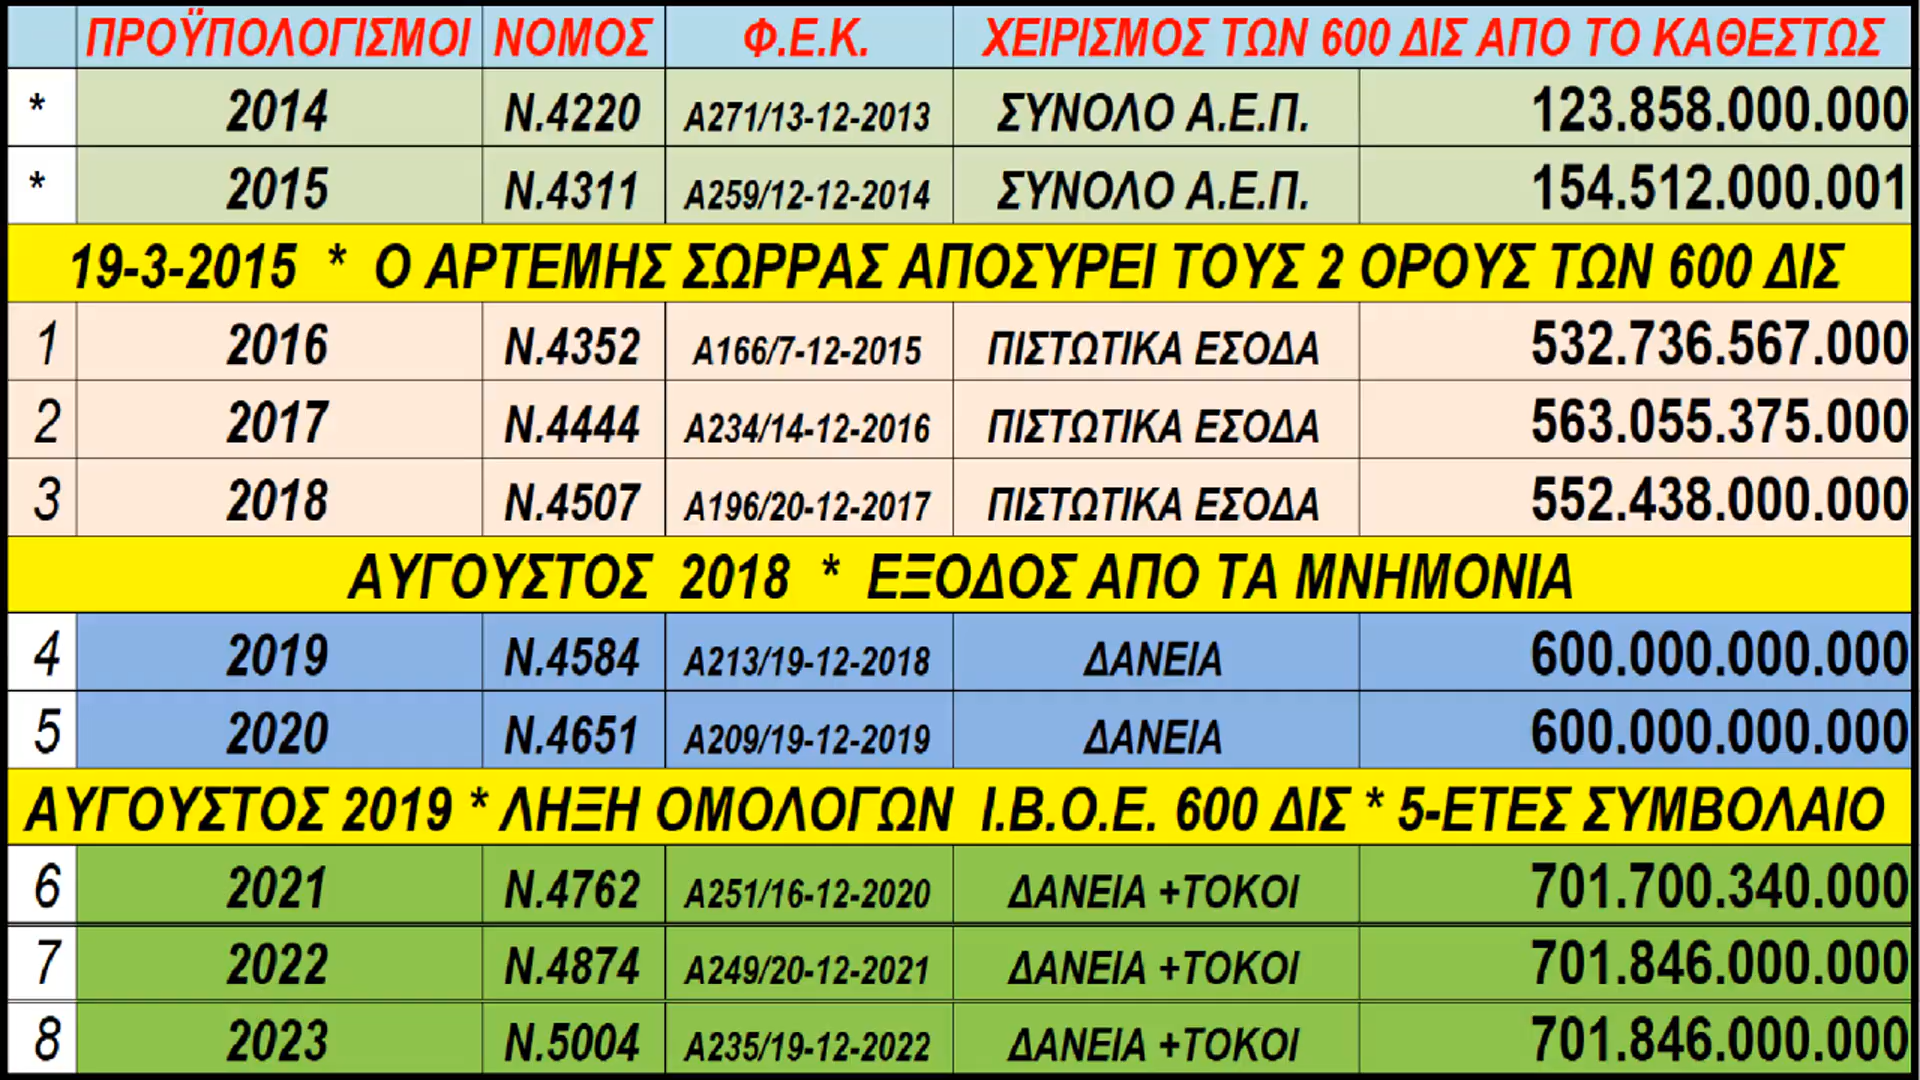 ΠΡΟΫΠΟΛΟΓΙΣΜΟΙ ΝΟΜΟΣ Φ.Ε.Κ. ΧΕΙΡΙΣΜΟΣ ΤΩΝ 600 ΔΙΣ ΑΠΟ ΤΟ ΚΑΘΕΣΤΩΣ
* 2014 Ν.4220 Α271/13-12-2013 ΣΥΝΟΛΟ Α.Ε.Π. 123.858.000.000
* 2015 Ν.4311 Α259/12-12-2014 ΣΥΝΟΛΟ Α.Ε.Π. 154.512.000.001
19-3-2015 * Ο ΑΡΤΕΜΗΣ ΣΩΡΡΑΣ ΑΠΟΣΥΡΕΙ ΤΟΥΣ 2 ΟΡΟΥΣ ΤΩΝ 600 ΔΙΣ
1 2016 Ν.4352 Α166/7-12-2015 ΠΙΣΤΩΤΙΚΑ ΕΣΟΔΑ 532.736.567.000
2 2017 Ν.4444 Α234/14-12-2016 ΠΙΣΤΩΤΙΚΑ ΕΣΟΔΑ 563.055.375.000
3 2018 Ν.4507 Α196/20-12-2017 ΠΙΣΤΩΤΙΚΑ ΕΣΟΔΑ 552.438.000.000
ΑΥΓΟΥΣΤΟΣ 2018 * ΕΞΟΔΟΣ ΑΠΟ ΤΑ ΜΝΗΜΟΝΙΑ
4 2019 Ν.4584 Α213/19-12-2018 ΔΑΝΕΙΑ 600.000.000.000
5 2020 Ν.4651 Α209/19-12-2019 ΔΑΝΕΙΑ 600.000.000.000
ΑΥΓΟΥΣΤΟΣ 2019 * ΛΗΞΗ ΟΜΟΛΟΓΩΝ Ι.Β.Ο.Ε. 600 ΔΙΣ * 5-ΕΤΕΣ ΣΥΜΒΟΛΑΙΟ
6 2021 Ν.4762 Α251/16-12-2020 ΔΑΝΕΙΑ +ΤΟΚΟΙ 701.700.340.000
7 2022 Ν.4874 Α249/20-12-2021 ΔΑΝΕΙΑ +ΤΟΚΟΙ 701.846.000.000
8 2023 Ν.5004 Α235/19-12-2022 ΔΑΝΕΙΑ +ΤΟΚΟΙ 701.846.000.000